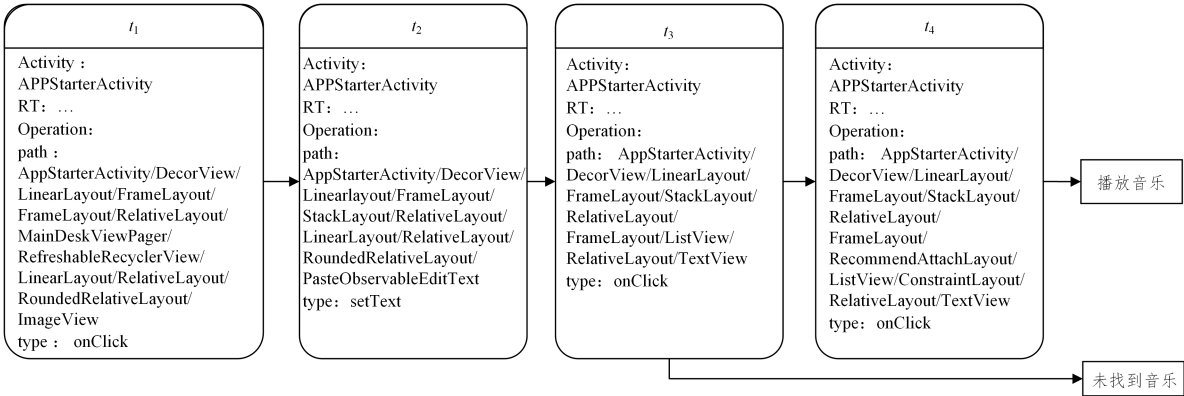 t1
Activity：
APPStarterActivity
RT：…
Operation：
path：
AppStarterActivity/DecorView/
LinearLayout/FrameLayout/
FrameLayout/RelativeLayout/
MainDeskViewPager/
RefreshableRecyclerView/
LinearLayout/RelativeLayout/
RoundedRelativeLayout/
ImageView
type： onClick
t2
Activity：
APPStarterActivity
RT：…
Operation：
path：
AppStarterActivity/DecorView/
Linearlayout/FrameLayout/
StackLayout/RelativeLayout/
LinearLayout/RelativeLayout/
RoundedRelativeLayout/
PasteObservableEditText
type：setText
t3
Activity：
APPStarterActivity
RT：…
Operation：
path： AppStarterActivity/
DecorView/LinearLayout/
FrameLayout/StackLayout/
RelativeLayout/
FrameLayout/ListView/
RelativeLayout/TextView
type：onClick
t4
Activity：
APPStarterActivity
RT：…
Operation：
path： AppStarterActivity/
DecorView/LinearLayout/
FrameLayout/StackLayout/
RelativeLayout/
FrameLayout/
RecommendAttachLayout/
ListView/ConstraintLayout/
RelativeLayout/TextView
type：onClick
播放音乐
未找到音乐